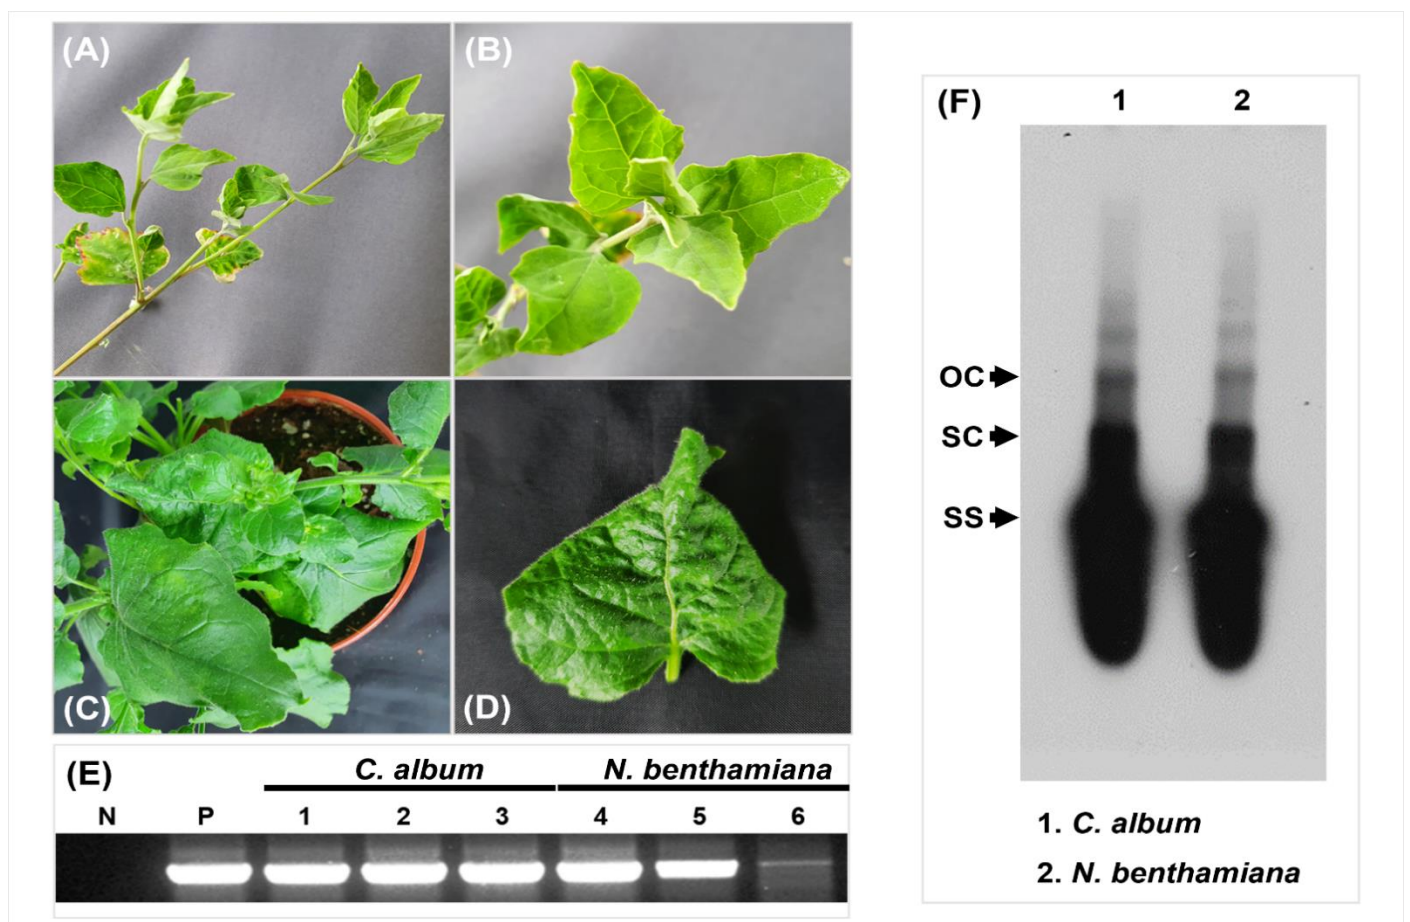 (A)
(B)
(C)
(D)
(E)
C. album
N. benthamiana
N P 1 2 3 4 5 6
(F)
1 2
OC
SC
SS
1. C. album
2. N. benthamiana